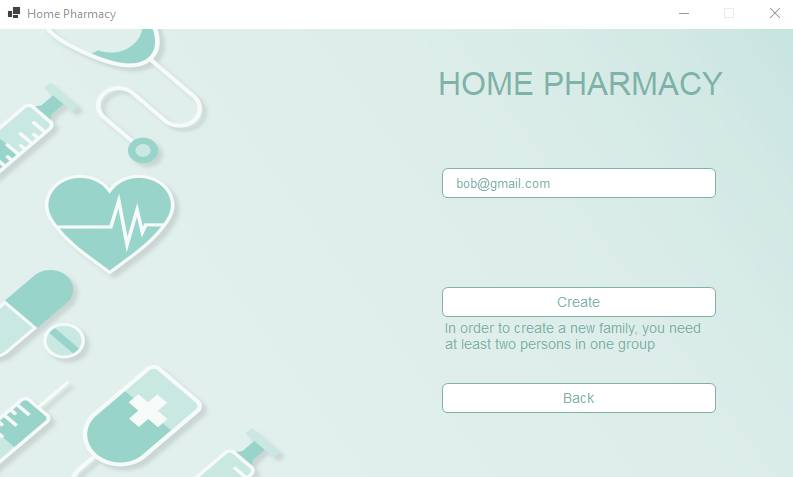 Home Pharmacy
HOME PHARMACY
bob@gmail.com
Create
In order to create a new family, you need
at least two persons in one group
Back